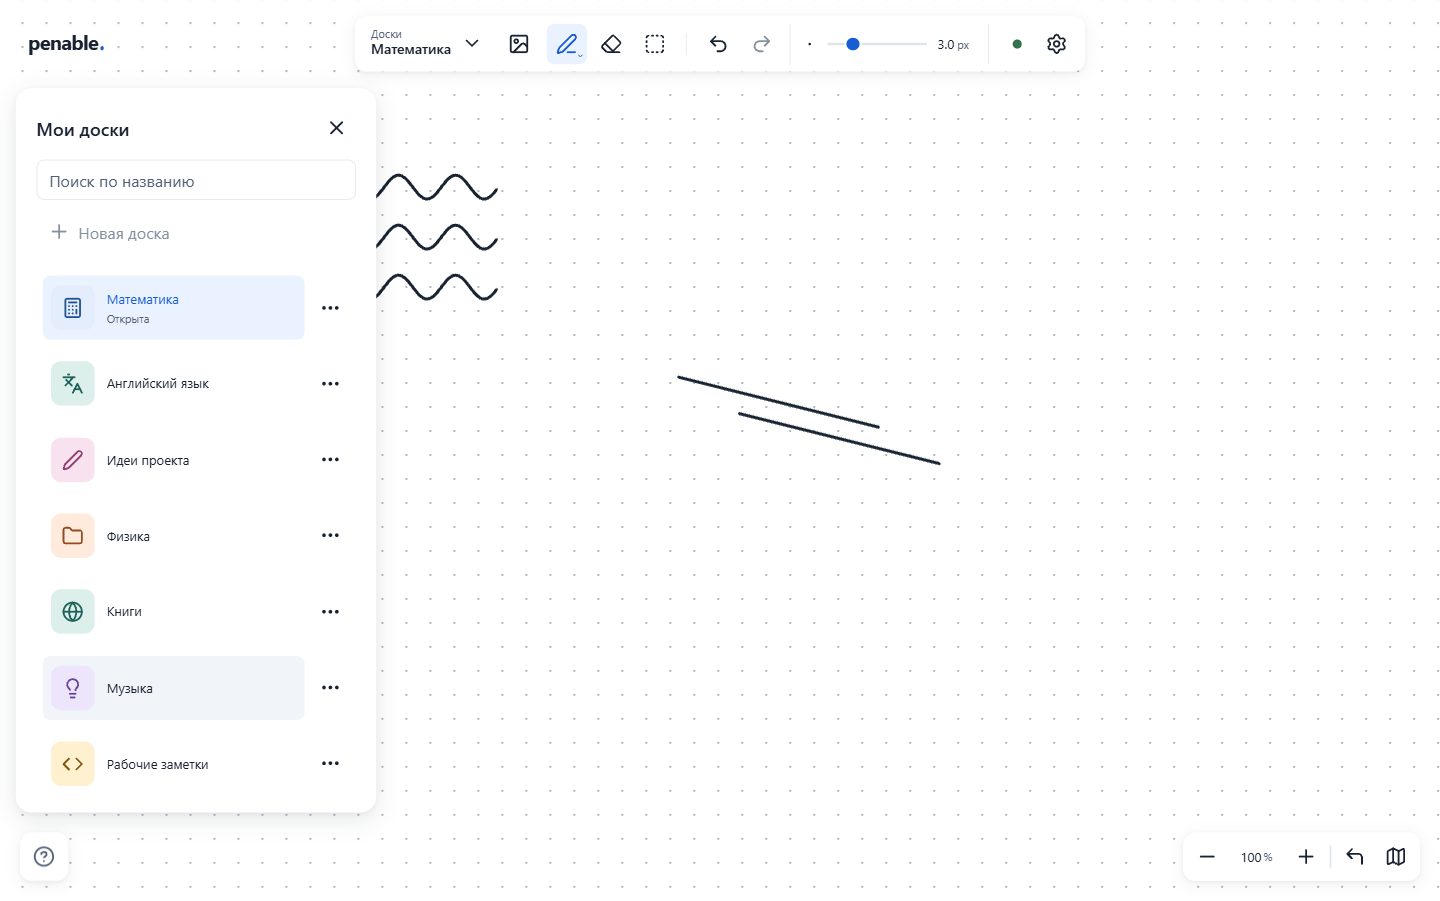 penable.
Доски
Математика
3.0 px
Мои доски
Поиск по названию
Новая доска
Математика
Открыта
Английский язык
Идеи проекта
Физика
Книги
Музыка
Рабочие заметки
100 %